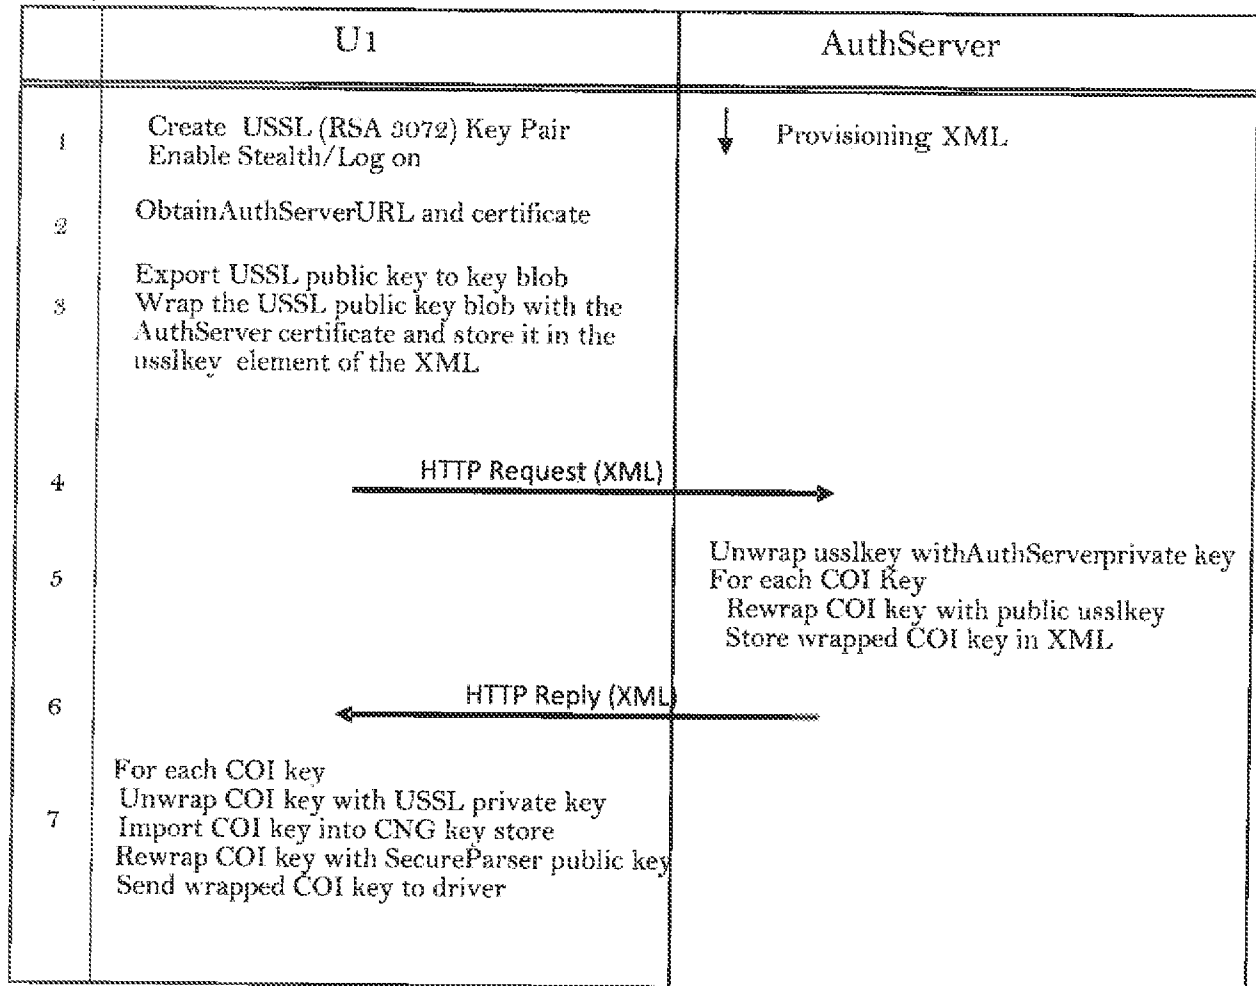 U1
AuthServer
1
Create USSL (RSA 3072) Key Pair
Enable Stealth/Log on
Provisioning XML
2
ObtainAuthServerURL and certificate
3
Export USSL public key to key blob
Wrap the USSL public key blob with the
AuthServer certificate and store it in the
usslkey element of the XML
4
HTTP Request (XML)
5
Unwrap usslkey withAuthServerprivate key
For each COI Key
Rewrap COI key with public usslkey
Store wrapped COI key in XML
6
HTTP Reply (XML)
7
For each COI key
Unwrap COI key with USSL private key
Import COI key into CNG key store
Rewrap COI key with SecureParser public key
Send wrapped COI key to driver